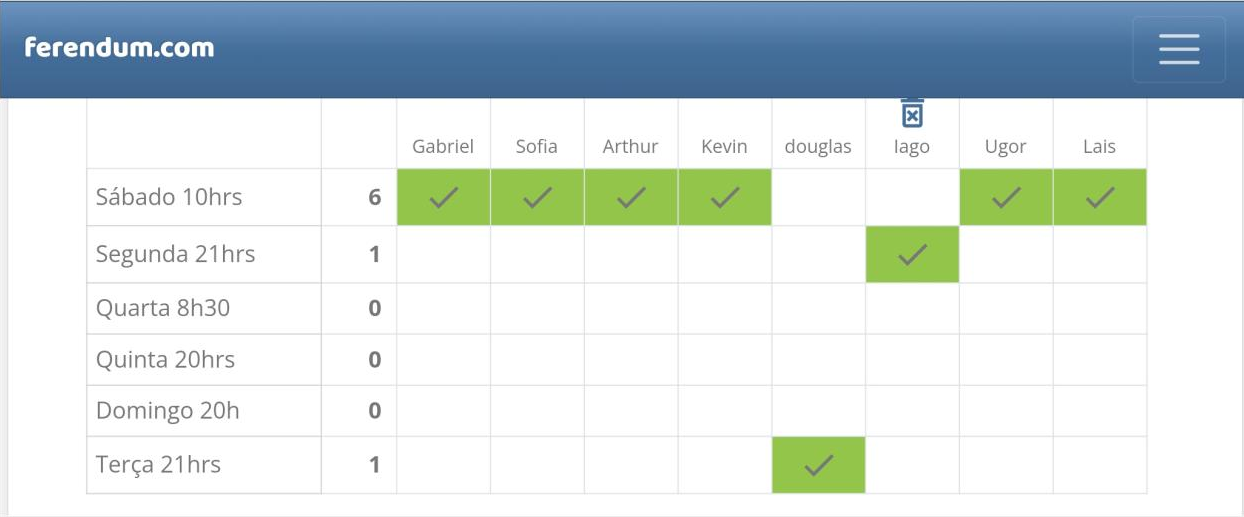 ferendum.com
Gabriel Sofia Arthur Kevin douglas Iago Ugor Lais
Sábado 10hrs 6
Segunda 21hrs 1
Quarta 8h30 0
Quinta 20hrs 0
Domingo 20h 0
Terça 21hrs 1